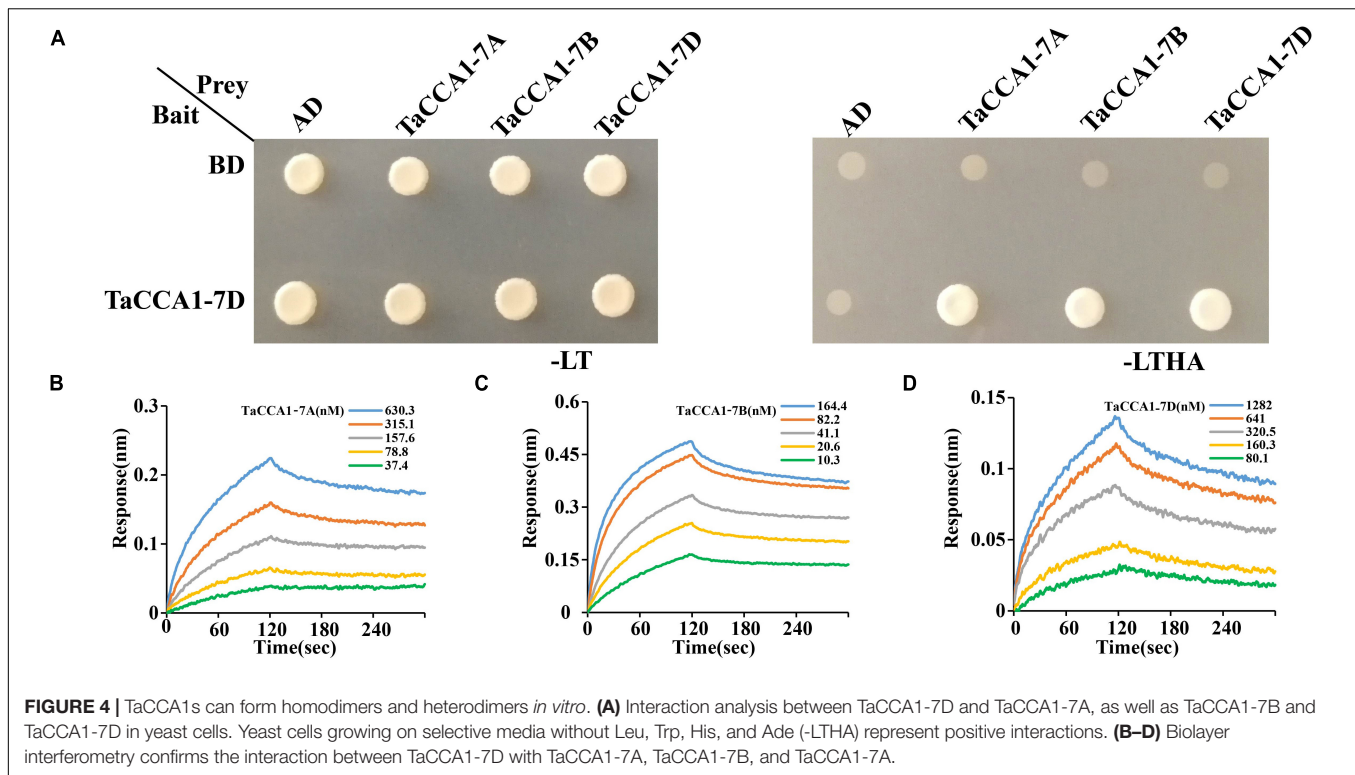 A
Prey
Bait
AD
TaCCA1-7A
TaCCA1-7B
TaCCA1-7D
AD
TaCCA1-7A
TaCCA1-7B
TaCCA1-7D
BD
TaCCA1-7D
-LT
-LTHA
B
Response(nm)
0.3
0.2
0.1
0
0
60
120
240
Time(sec)
TaCCA1-7A(nM)
630.3
315.1
157.6
78.8
37.4
C
Response(nm)
0.6
0.45
0.3
0.15
0
0
60
120
240
Time(sec)
TaCCA1-7B(nM)
164.4
82.2
41.1
20.6
10.3
D
Response(nm)
0.15
0.1
0.05
0
0
60
120
240
Time(sec)
TaCCA1-7D(nM)
1282
641
320.5
160.3
80.1
FIGURE 4 | TaCCA1s can form homodimers and heterodimers in vitro. (A) Interaction analysis between TaCCA1-7D and TaCCA1-7A, as well as TaCCA1-7B and
TaCCA1-7D in yeast cells. Yeast cells growing on selective media without Leu, Trp, His, and Ade (-LTHA) represent positive interactions. (B–D) Biolayer
interferometry confirms the interaction between TaCCA1-7D with TaCCA1-7A, TaCCA1-7B, and TaCCA1-7A.